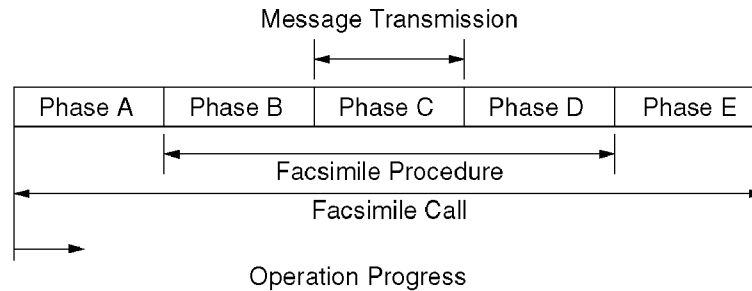 Message Transmission
Phase A Phase B Phase C Phase D Phase E
Facsimile Procedure
Facsimile Call
Operation Progress